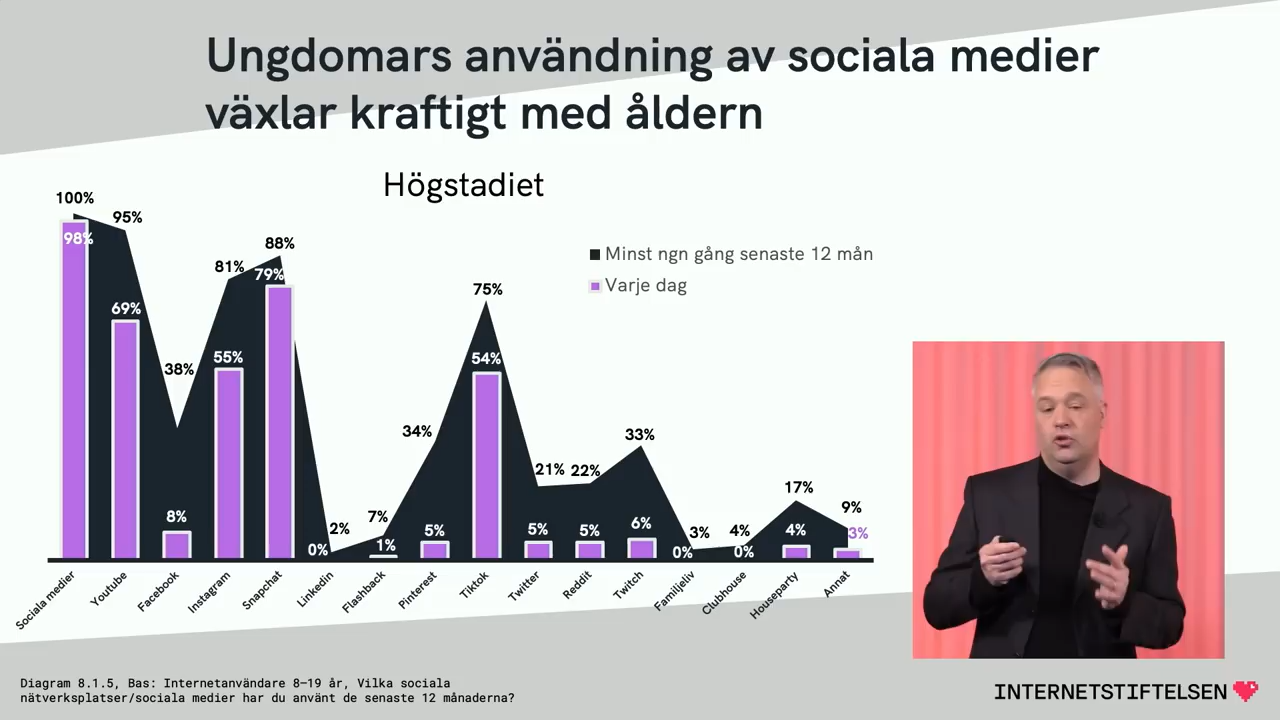 Ungdomars användning av sociala medier
växlar kraftigt med åldern
Högstadiet
Minst ngn gång senaste 12 mån
Varje dag
100%
98%
95%
69%
38%
8%
81%
55%
88%
79%
2%
0%
7%
1%
34%
5%
75%
54%
21%
5%
22%
5%
33%
6%
3%
0%
4%
0%
17%
4%
9%
3%
Sociala medier
Youtube
Facebook
Instagram
Snapchat
Linkedin
Flashback
Pinterest
Tiktok
Twitter
Reddit
Twitch
Familjeliv
Clubhouse
Houseparty
Annat
Diagram 8.1.5, Bas: Internetanvändare 8–19 år, Vilka sociala
nätverksplatser/sociala medier har du använt de senaste 12 månaderna?
INTERNETSTIFTELSEN